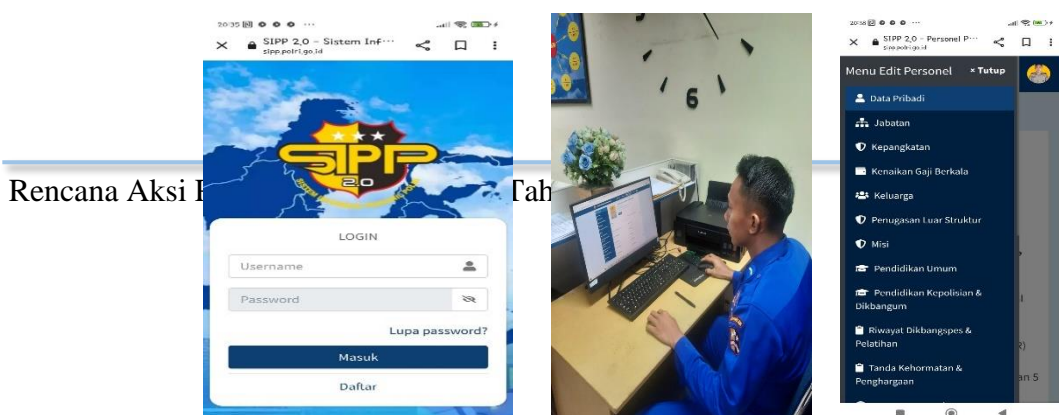 20:35
SIPP 2,0 - Sistem Inf...
sipp.polri.go.id
SIPP
2.0
LOGIN
Username
Password
Lupa password?
Masuk
Daftar
Rencana Aksi
Tah
6
20:38
SIPP 2,0 - Personel P...
sipp.polri.go.id
Menu Edit Personel × Tutup
Data Pribadi
Jabatan
Kepangkatan
Kenaikan Gaji Berkala
Keluarga
Penugasan Luar Struktur
Misi
Pendidikan Umum
Pendidikan Kepolisian &
Dikbangum
Riwayat Dikbangspes &
Pelatihan
Tanda Kehormatan &
Penghargaan
an 5